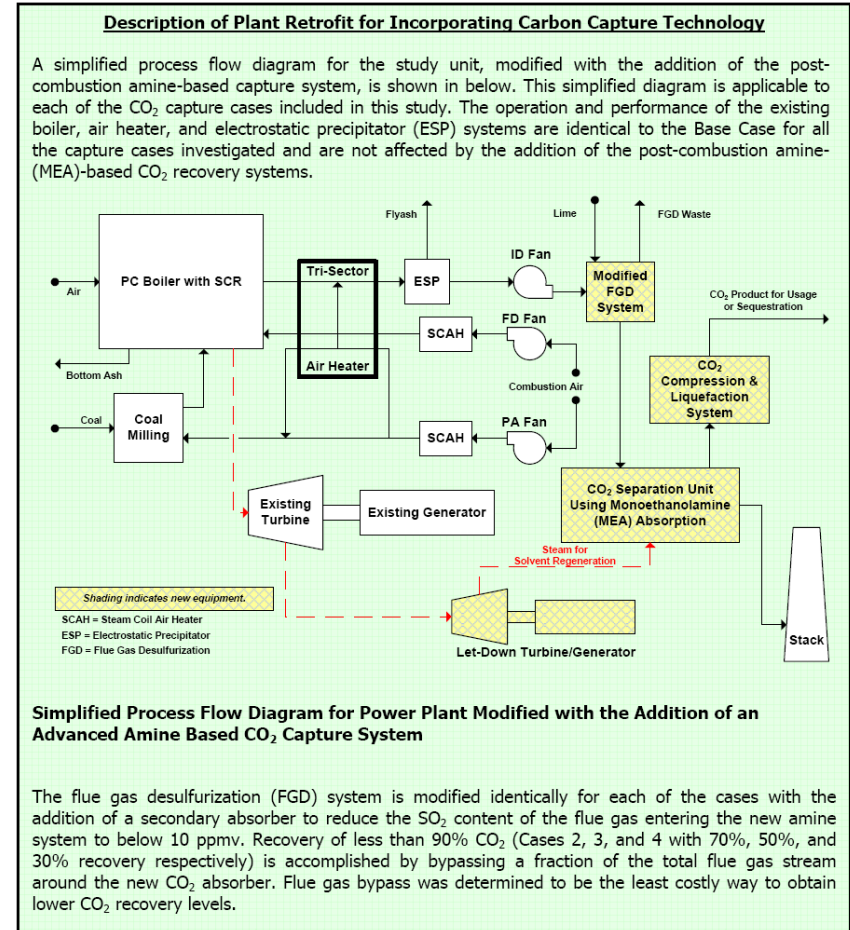 Description of Plant Retrofit for Incorporating Carbon Capture Technology
A simplified process flow diagram for the study unit, modified with the addition of the post-
combustion amine-based capture system, is shown in below. This simplified diagram is applicable to
each of the CO₂ capture cases included in this study. The operation and performance of the existing
boiler, air heater, and electrostatic precipitator (ESP) systems are identical to the Base Case for all
the capture cases investigated and are not affected by the addition of the post-combustion amine-
(MEA)-based CO₂ recovery systems.
Flyash
Lime
FGD Waste
PC Boiler with SCR
Air
Tri-Sector
Air Heater
ESP
ID Fan
Modified
FGD
System
CO₂ Product for Usage
or Sequestration
SCAH
FD Fan
Bottom Ash
Combustion Air
CO₂
Compression &
Liquefaction
System
Coal
Coal
Milling
SCAH
PA Fan
Existing
Turbine
Existing Generator
CO₂ Separation Unit
Using Monoethanolamine
(MEA) Absorption
Steam for
Solvent Regeneration
Shading indicates new equipment.
SCAH = Steam Coil Air Heater
ESP = Electrostatic Precipitator
FGD = Flue Gas Desulfurization
Let-Down Turbine/Generator
Stack
Simplified Process Flow Diagram for Power Plant Modified with the Addition of an
Advanced Amine Based CO₂ Capture System
The flue gas desulfurization (FGD) system is modified identically for each of the cases with the
addition of a secondary absorber to reduce the SO₂ content of the flue gas entering the new amine
system to below 10 ppmv. Recovery of less than 90% CO₂ (Cases 2, 3, and 4 with 70%, 50%, and
30% recovery respectively) is accomplished by bypassing a fraction of the total flue gas stream
around the new CO₂ absorber. Flue gas bypass was determined to be the least costly way to obtain
lower CO₂ recovery levels.